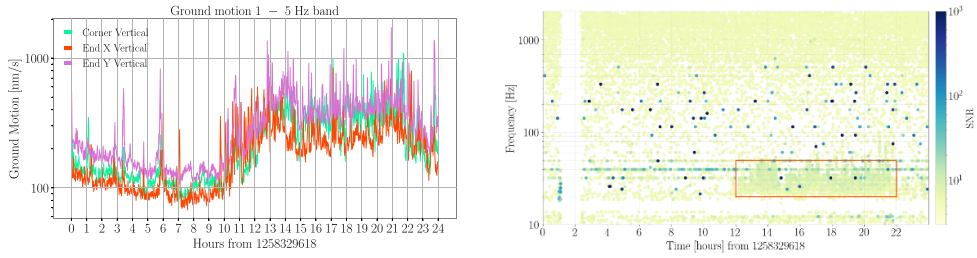 Ground motion 1 − 5 Hz band
Corner Vertical
End X Vertical
End Y Vertical
1000
100
Ground Motion [nm/s]
0 1 2 3 4 5 6 7 8 9 10 11 12 13 14 15 16 17 18 19 20 21 22 23 24
Hours from 1258329618
1000
100
10
Frequency [Hz]
0 2 4 6 8 10 12 14 16 18 20 22
Time [hours] from 1258329618
10³
10²
10¹
SNR